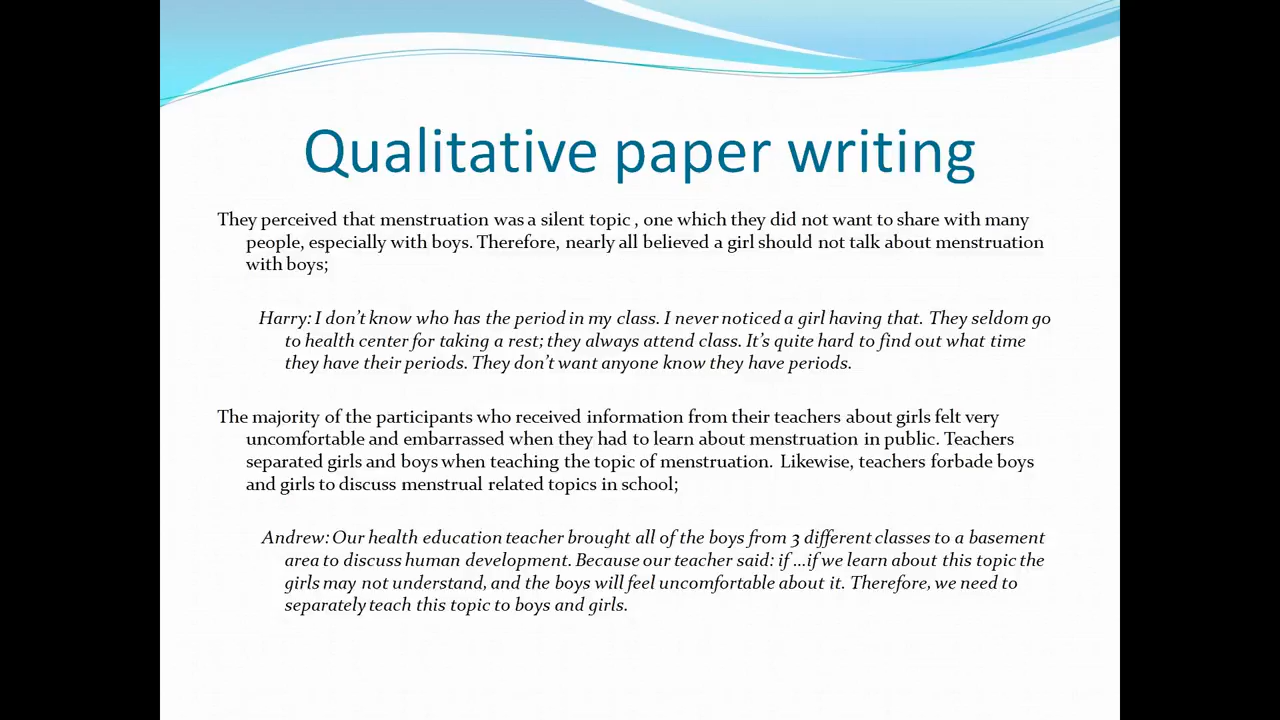 Qualitative paper writing
They perceived that menstruation was a silent topic , one which they did not want to share with many
people, especially with boys. Therefore, nearly all believed a girl should not talk about menstruation
with boys;
Harry: I don't know who has the period in my class. I never noticed a girl having that. They seldom go
to health center for taking a rest; they always attend class. It's quite hard to find out what time
they have their periods. They don't want anyone know they have periods.
The majority of the participants who received information from their teachers about girls felt very
uncomfortable and embarrassed when they had to learn about menstruation in public. Teachers
separated girls and boys when teaching the topic of menstruation. Likewise, teachers forbade boys
and girls to discuss menstrual related topics in school;
Andrew: Our health education teacher brought all of the boys from 3 different classes to a basement
area to discuss human development. Because our teacher said: if ...if we learn about this topic the
girls may not understand, and the boys will feel uncomfortable about it. Therefore, we need to
separately teach this topic to boys and girls.